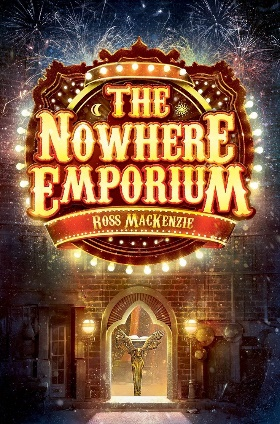 THE
NOWHERE
EMPORIUM
ROSS MACKENZIE